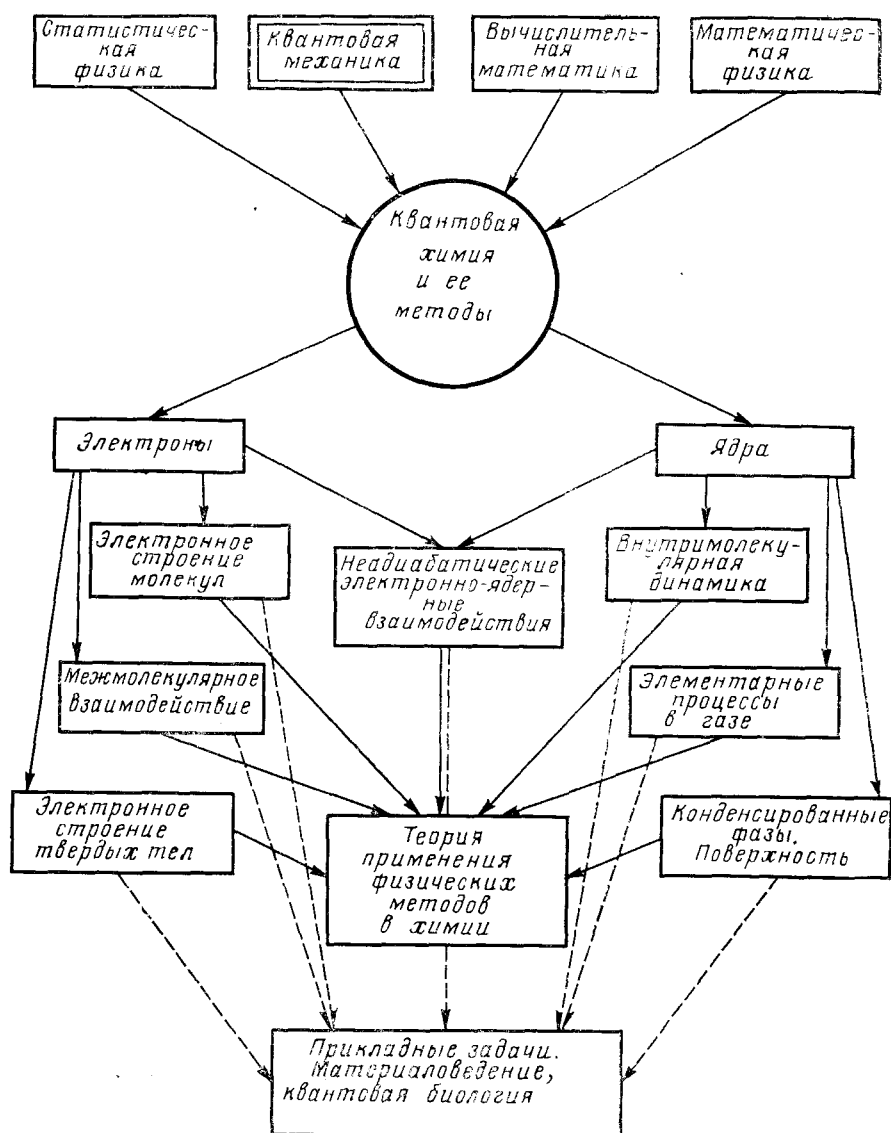 Статистичес-
кая
физика
Квантовая
механика
Вычислитель-
ная
математика
Математичес-
кая
физика
Квантовая
химия
и ее
методы
Электроны
Ядра
Электронное
строение
молекул
Неадиабатические
электронно-ядер-
ные
взаимодействия
Внутримолеку-
лярная
динамика
Межмолекулярное
взаимодействие
Элементарные
процессы
в газе
Электронное
строение
твердых тел
Теория
применения
физических
методов
в химии
Конденсированные
фазы.
Поверхность
Прикладные задачи.
Материаловедение,
квантовая биология